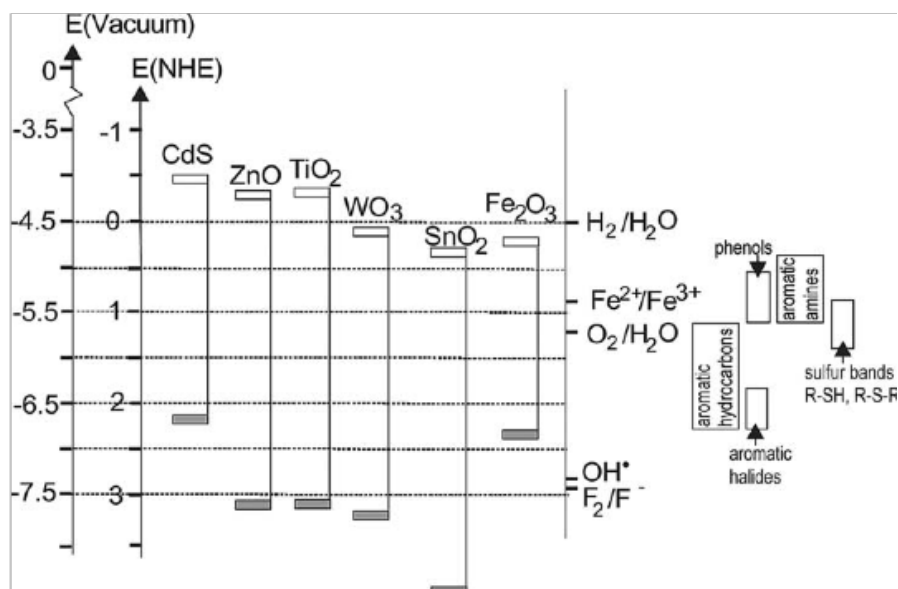 E(Vacuum)
E(NHE)
0
-3.5
-4.5
-5.5
-6.5
-7.5
-1
0
1
2
3
CdS
ZnO
TiO₂
WO₃
SnO₂
Fe₂O₃
H₂/H₂O
Fe²⁺/Fe³⁺
O₂/H₂O
OH•
F₂/F⁻
phenols
aromatic
amines
aromatic
hydrocarbons
sulfur bands
R-SH, R-S-R
aromatic
halides